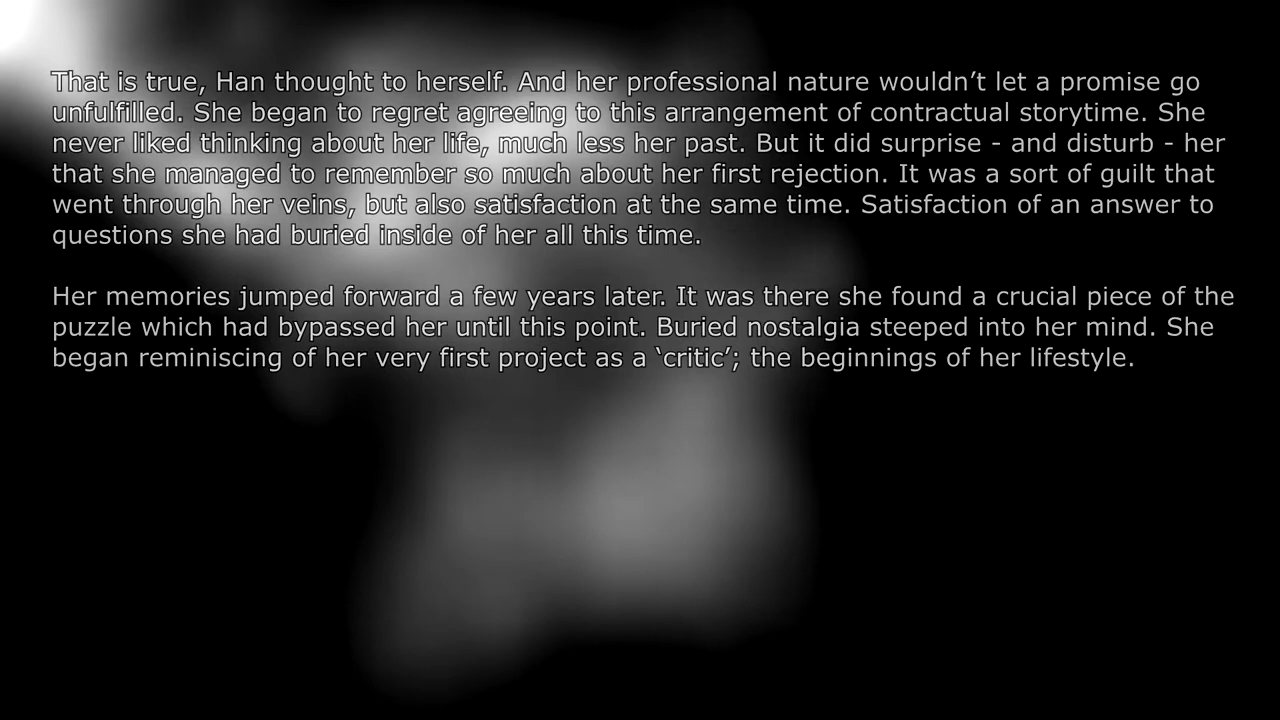 That is true, Han thought to herself. And her professional nature wouldn’t let a promise go
unfulfilled. She began to regret agreeing to this arrangement of contractual storytime. She
never liked thinking about her life, much less her past. But it did surprise - and disturb - her
that she managed to remember so much about her first rejection. It was a sort of guilt that
went through her veins, but also satisfaction at the same time. Satisfaction of an answer to
questions she had buried inside of her all this time.
Her memories jumped forward a few years later. It was there she found a crucial piece of the
puzzle which had bypassed her until this point. Buried nostalgia steeped into her mind. She
began reminiscing of her very first project as a ‘critic’; the beginnings of her lifestyle.